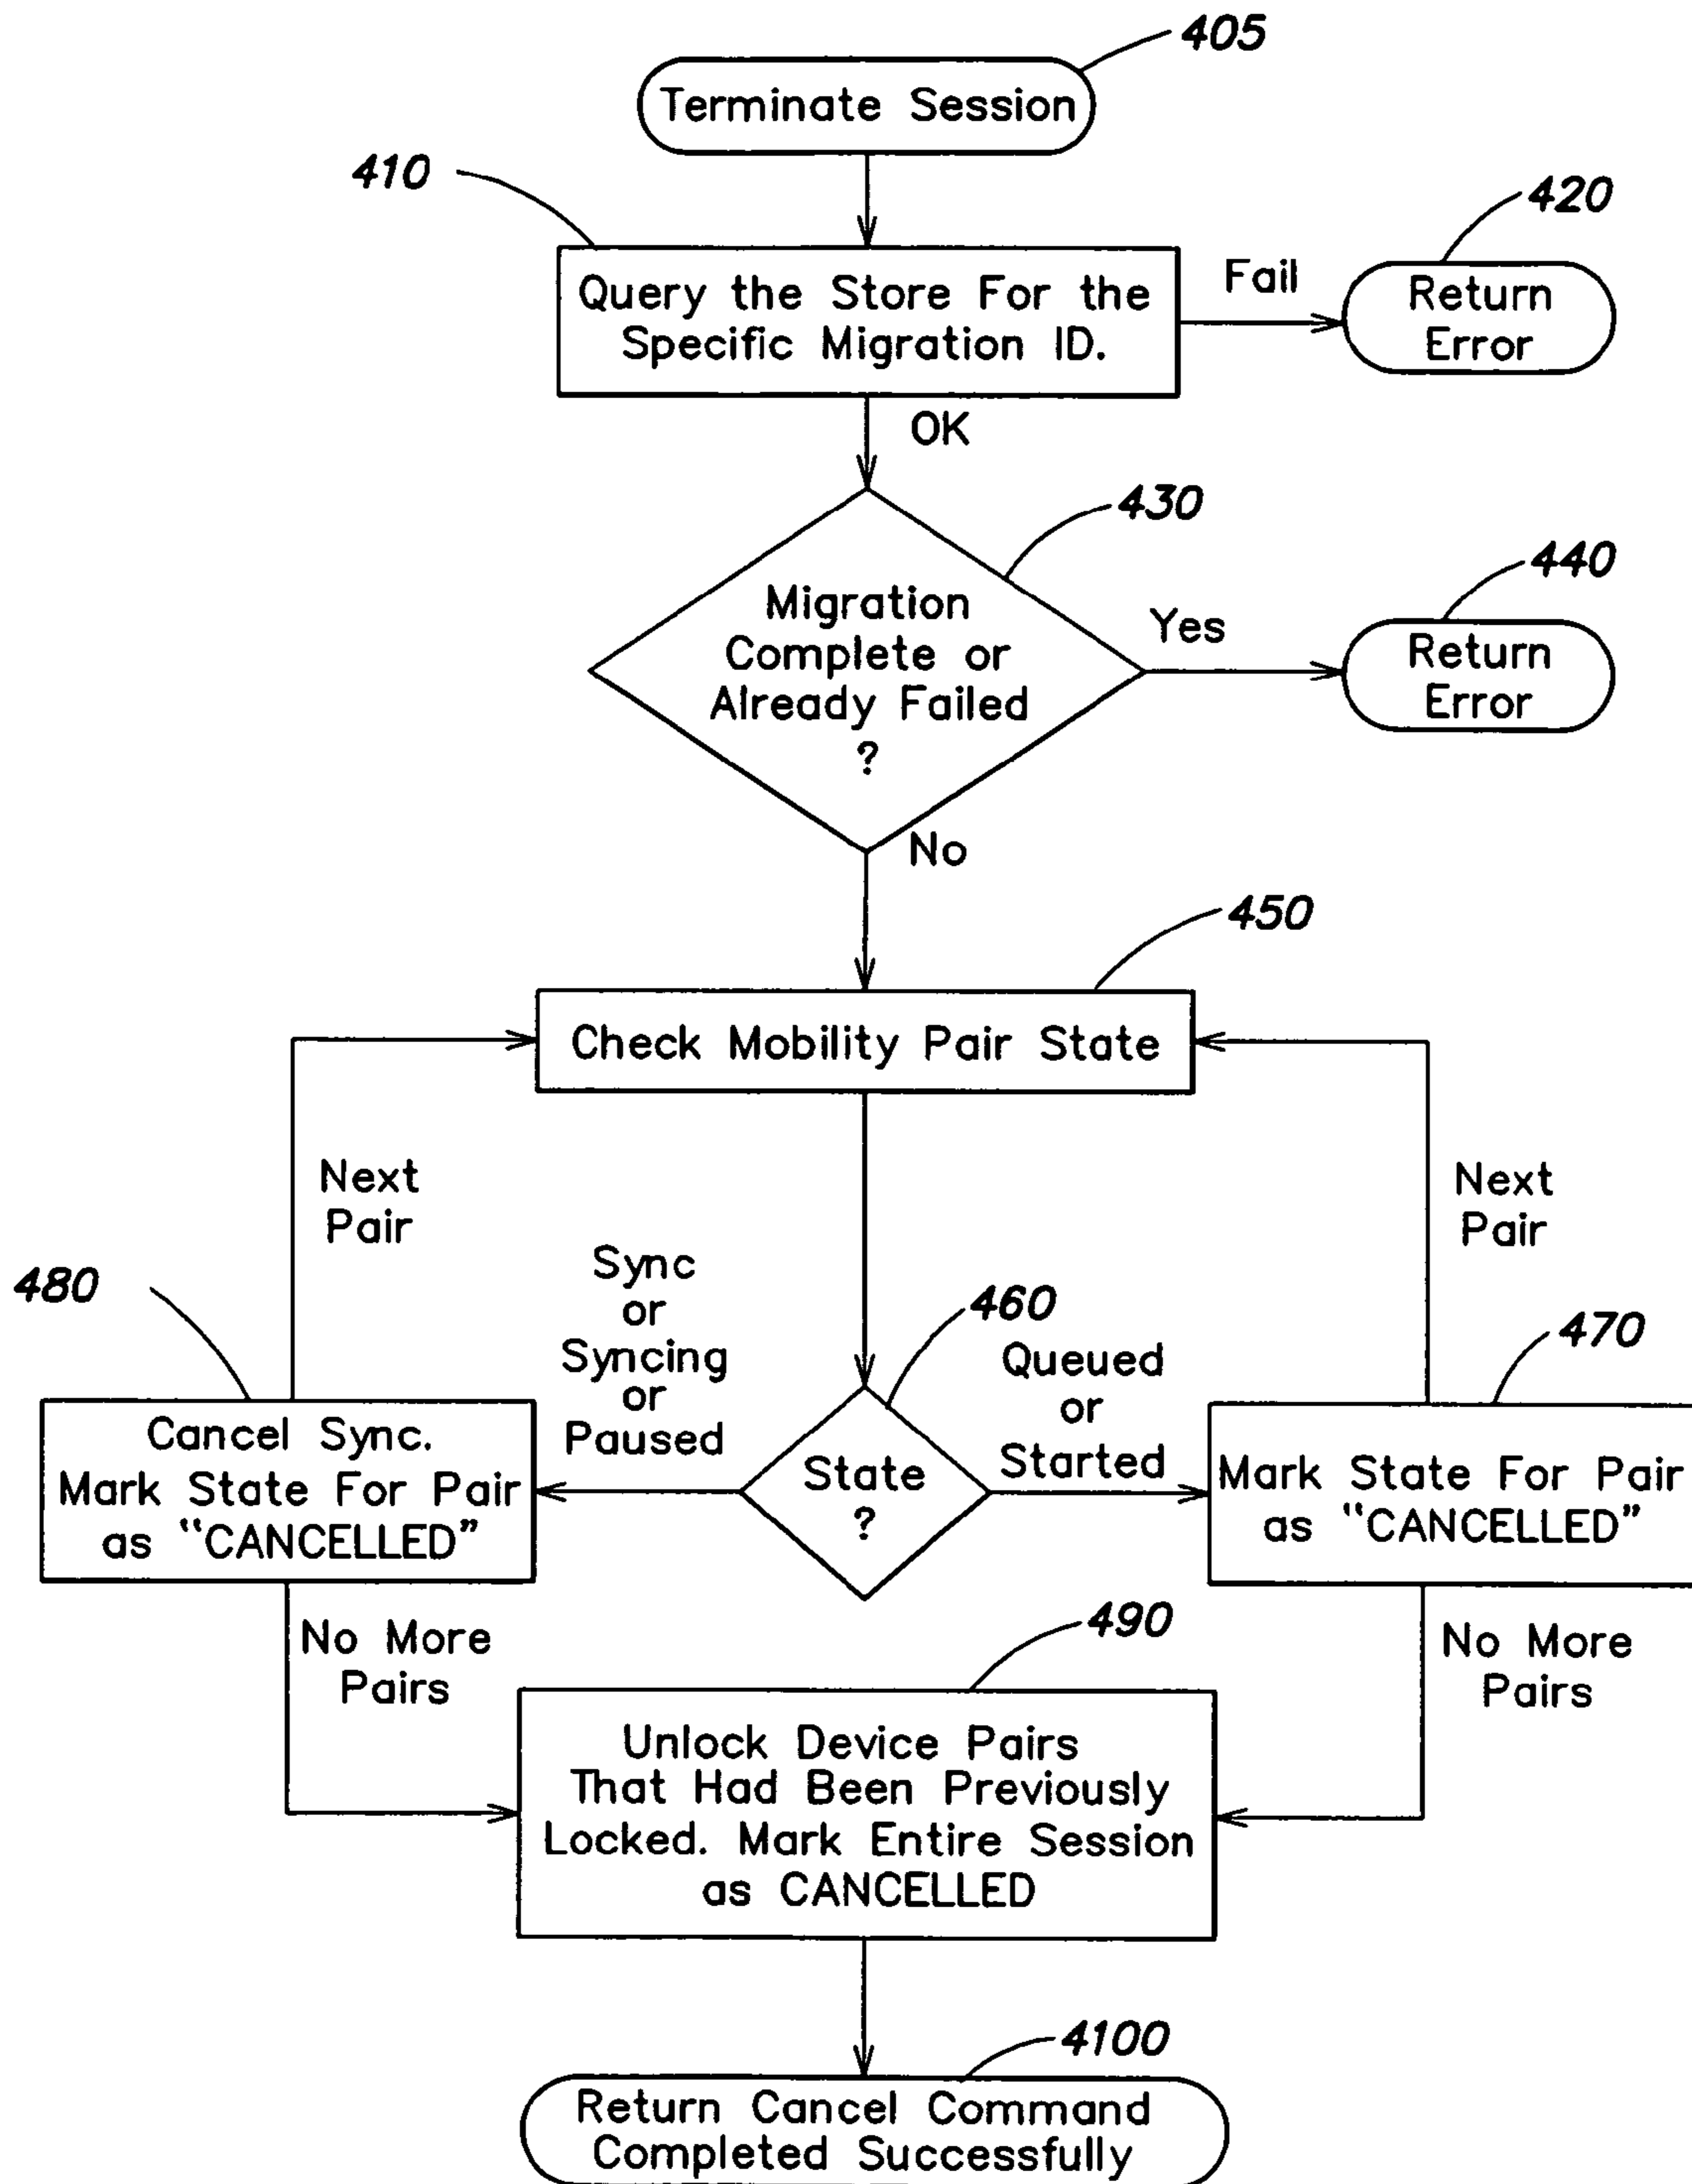 405
Terminate Session
410
420
Query the Store For the
Specific Migration ID.
Fail
Return
Error
OK
430
440
Migration
Complete or
Already Failed
?
Yes
Return
Error
No
450
Check Mobility Pair State
Next
Pair
Next
Pair
480
Sync
or
Syncing
or
Paused
460
Queued
or
Started
470
Cancel Sync.
Mark State For Pair
as "CANCELLED"
State
?
Mark State For Pair
as "CANCELLED"
No More
Pairs
490
No More
Pairs
Unlock Device Pairs
That Had Been Previously
Locked. Mark Entire Session
as CANCELLED
4100
Return Cancel Command
Completed Successfully